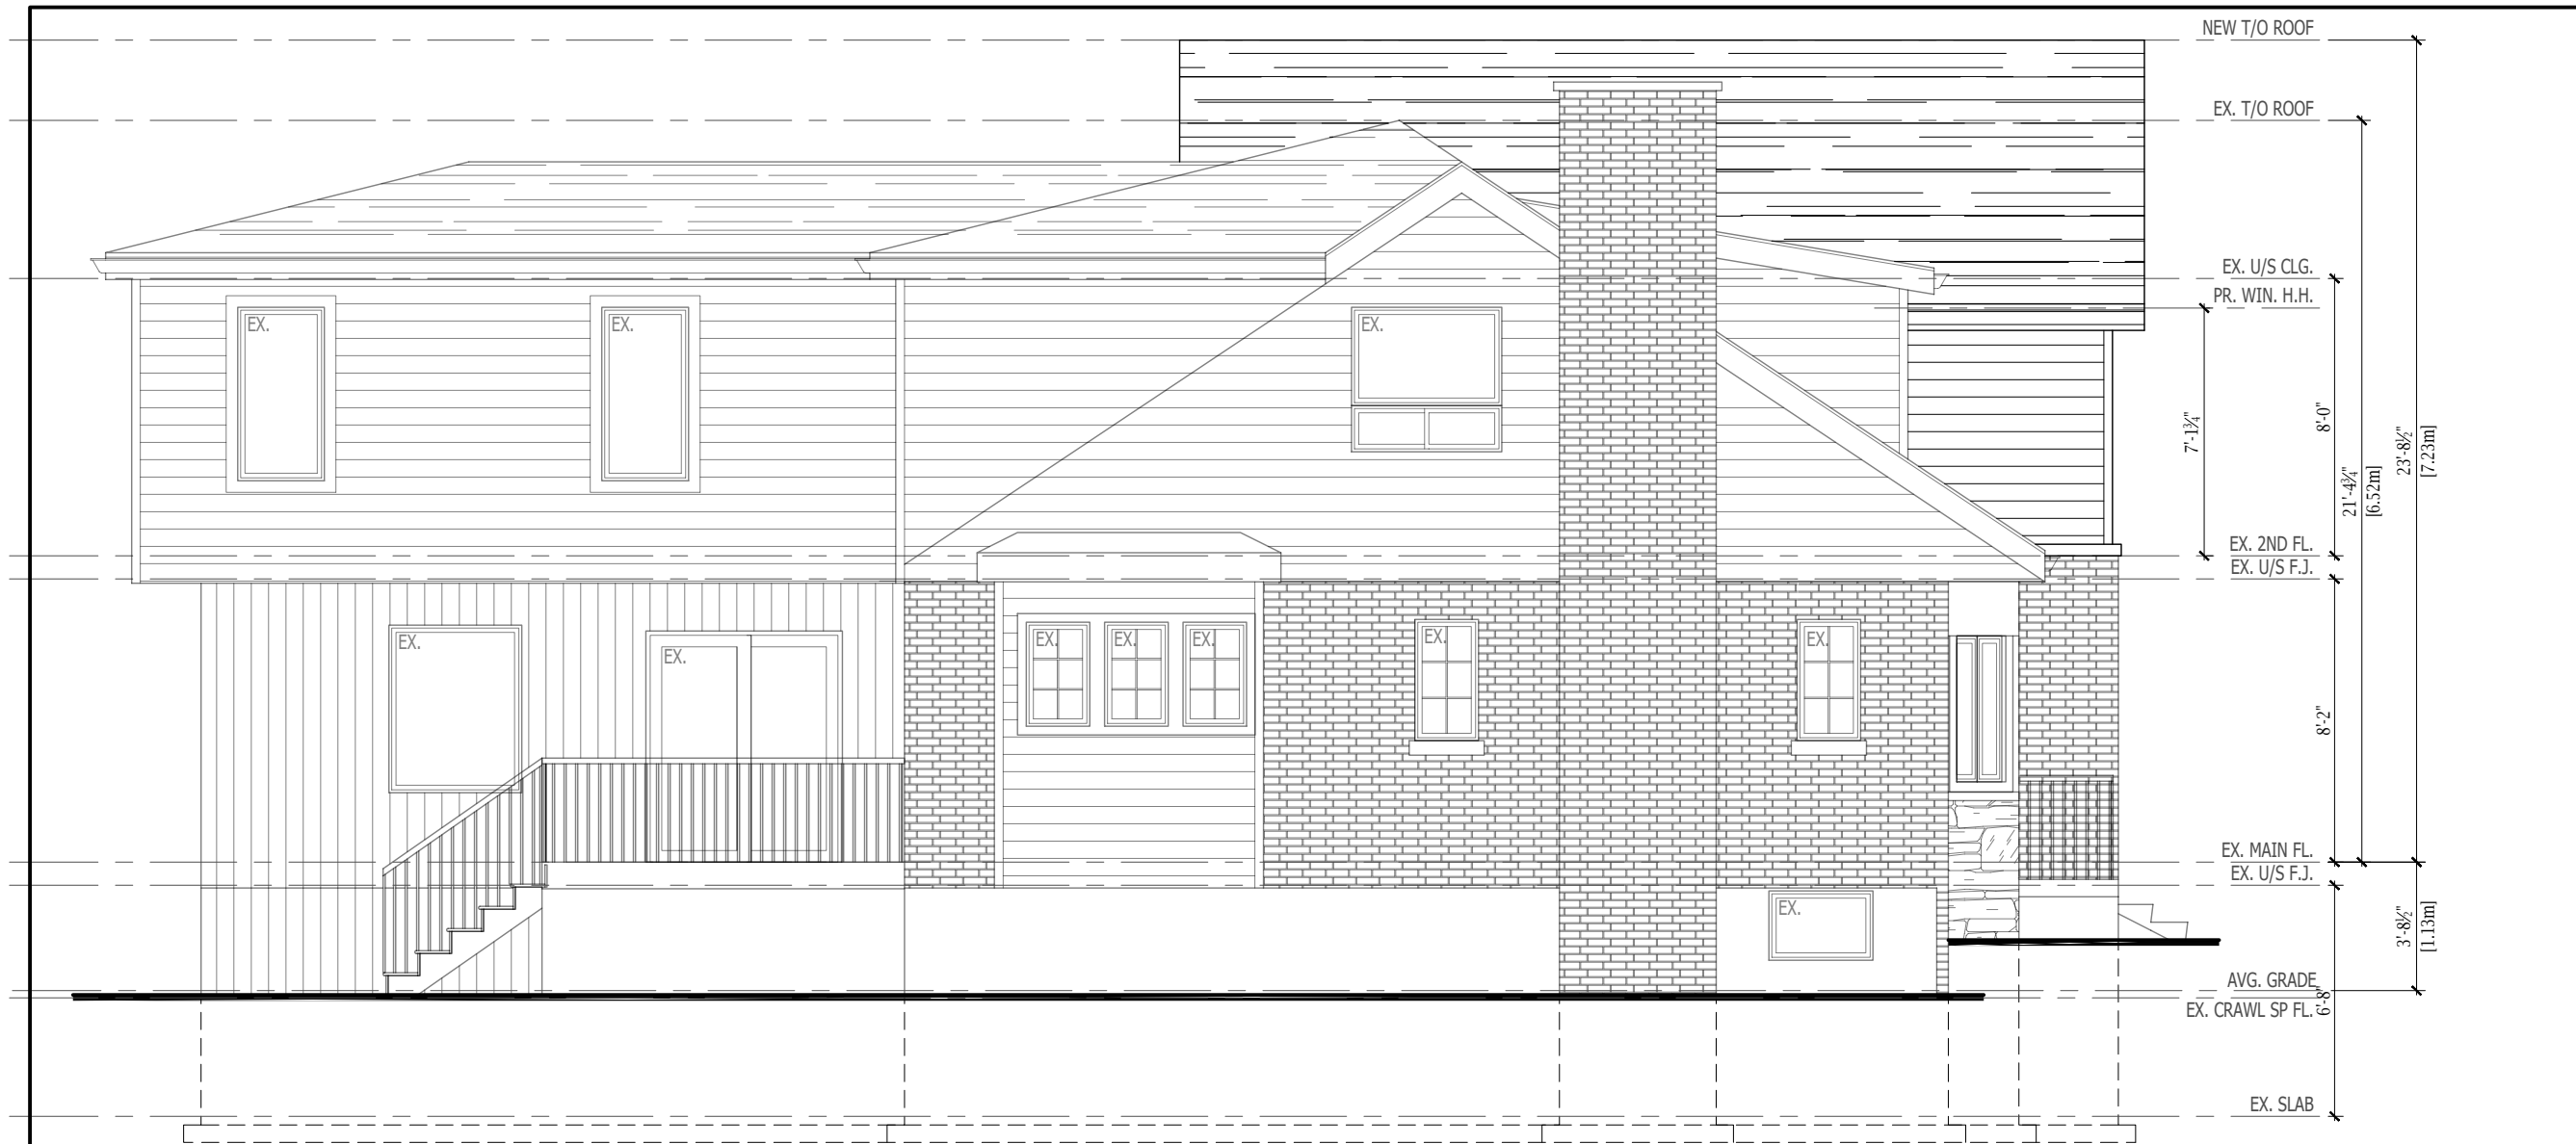 NEW T/O ROOF
EX. T/O ROOF
EX. U/S CLG.
PR. WIN. H.H.
EX.
EX.
EX.
7'-1¾"
8'-0"
21'-4¾"
[6.52m]
23'-8½"
[7.23m]
EX. 2ND FL.
EX. U/S F.J.
EX.
EX.
EX.
EX.
EX.
EX.
EX.
8'-2"
EX. MAIN FL.
EX. U/S F.J.
EX.
3'-8½"
[1.13m]
AVG. GRADE
6'-8"
EX. CRAWL SP FL.
EX. SLAB